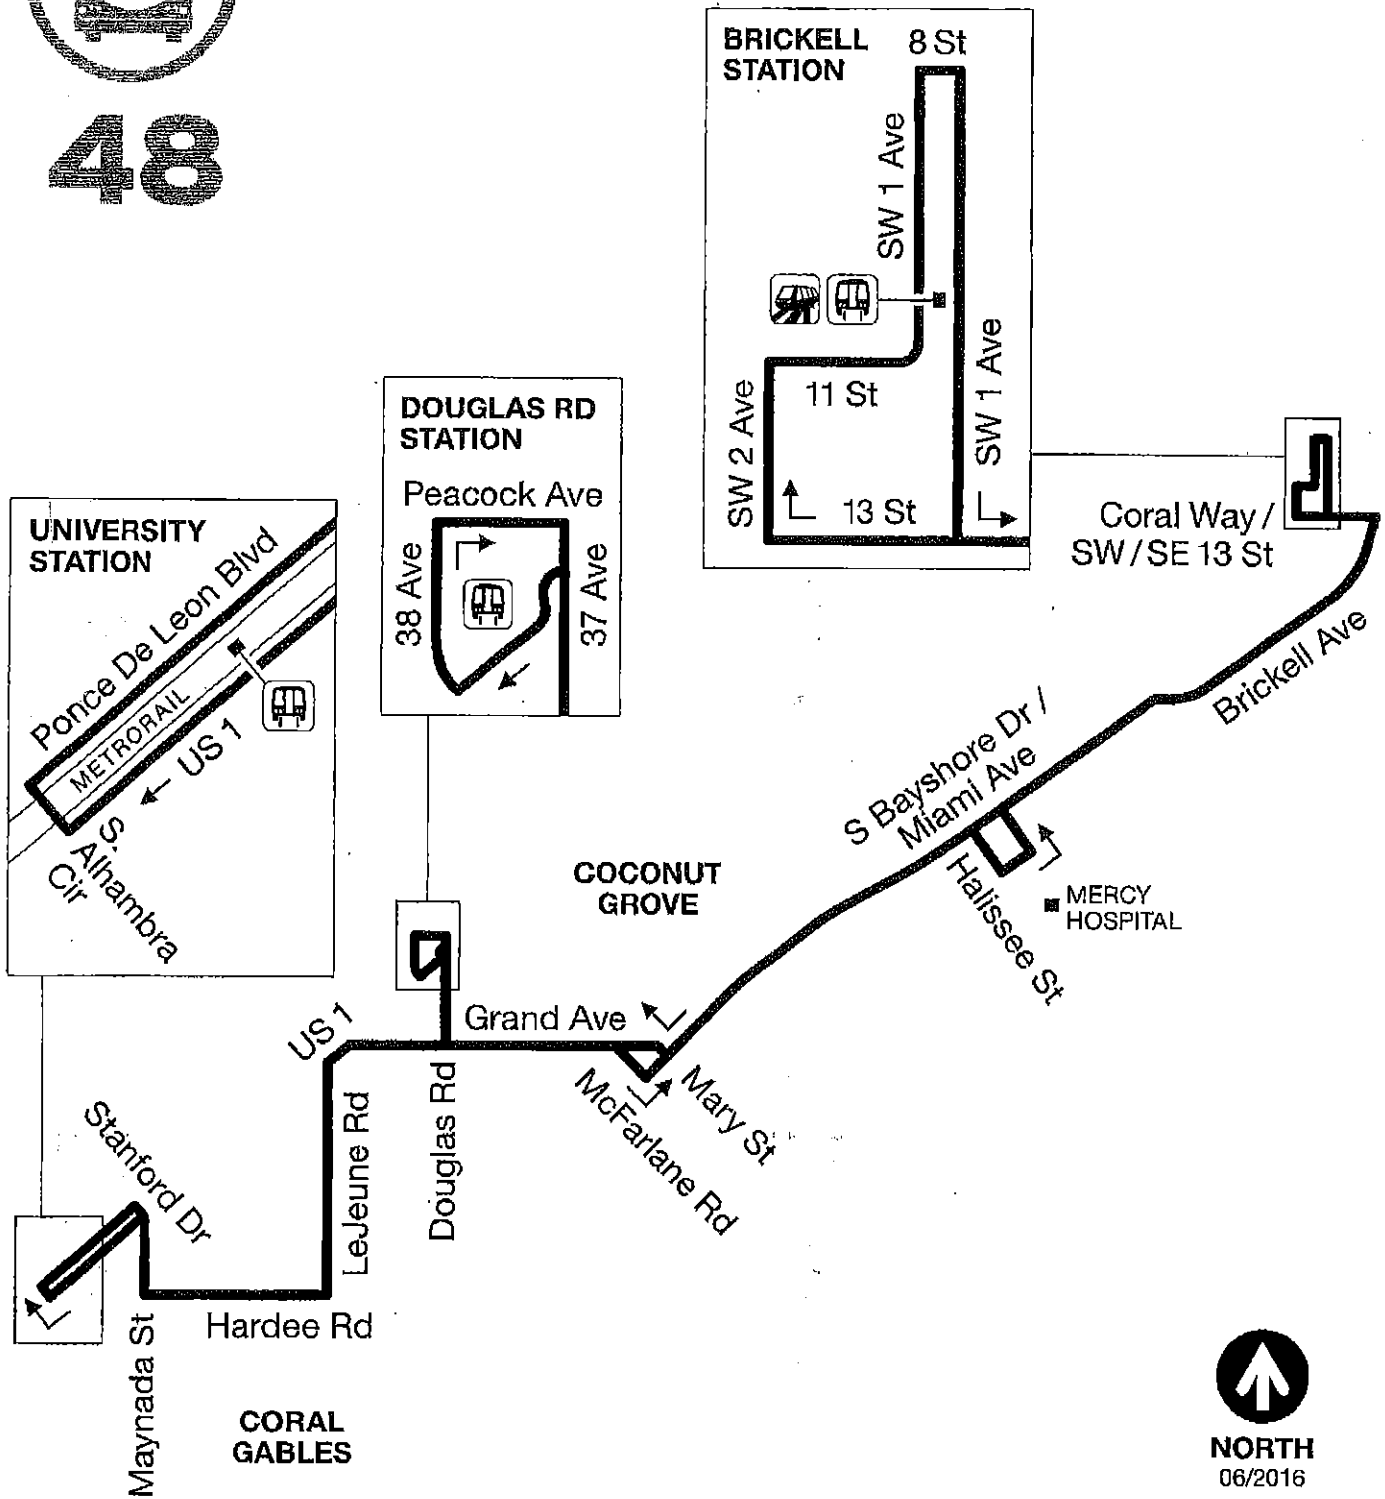 48
BRICKELL
STATION
8 St
SW 1 Ave
11 St
SW 2 Ave
SW 1 Ave
13 St
DOUGLAS RD
STATION
Peacock Ave
38 Ave
37 Ave
UNIVERSITY
STATION
Ponce De Leon Blvd
METRORAIL
US 1
S.
Alhambra
Cir
Coral Way /
SW / SE 13 St
Brickell Ave
S Bayshore Dr /
Miami Ave
Halissee St
MERCY
HOSPITAL
COCONUT
GROVE
US 1
Grand Ave
Mary St
McFarlane Rd
Douglas Rd
LeJeune Rd
Stanford Dr
Hardee Rd
Maynada St
CORAL
GABLES
NORTH
06/2016